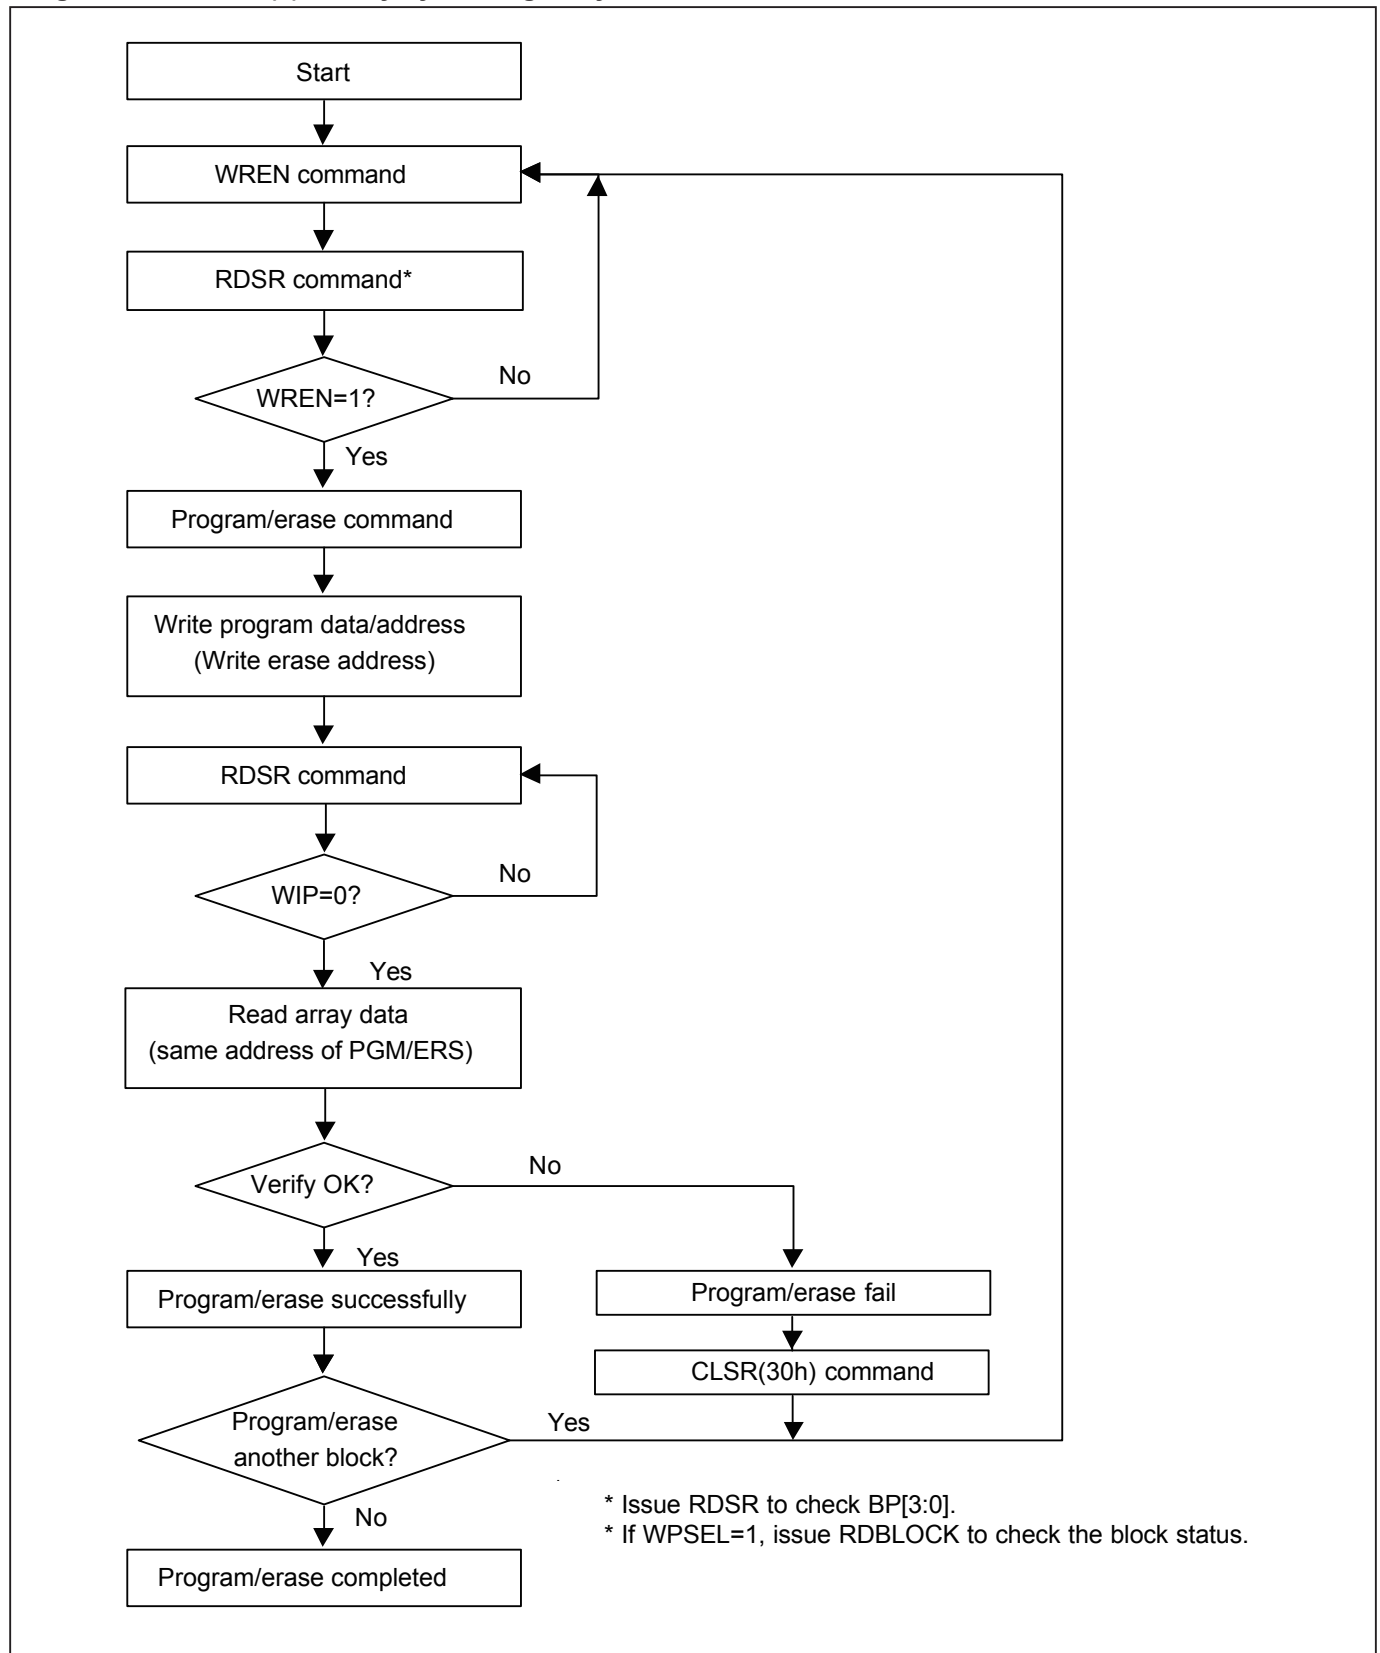 Start
WREN command
RDSR command*
WREN=1?
No
Yes
Program/erase command
Write program data/address
(Write erase address)
RDSR command
WIP=0?
No
Yes
Read array data
(same address of PGM/ERS)
Verify OK?
No
Yes
Program/erase successfully
Program/erase fail
CLSR(30h) command
Program/erase
another block?
Yes
No
* Issue RDSR to check BP[3:0].
* If WPSEL=1, issue RDBLOCK to check the block status.
Program/erase completed